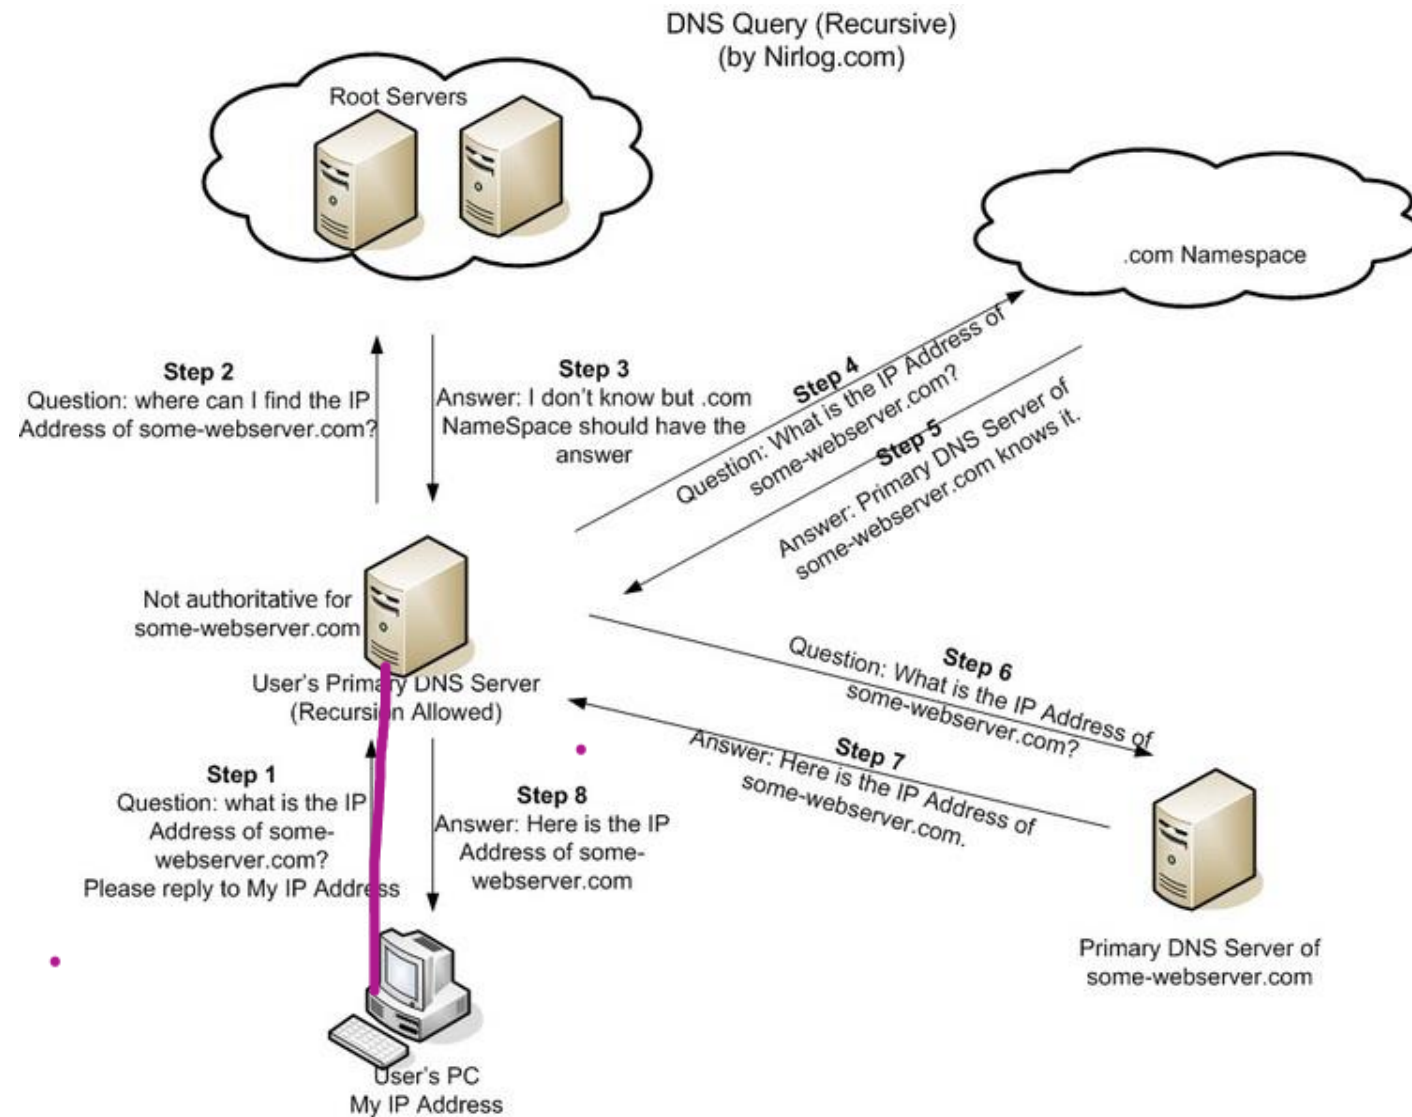 DNS Query (Recursive)
(by Nirlog.com)
Root Servers
.com Namespace
Step 2
Question: where can I find the IP
Address of some-webserver.com?
Step 3
Answer: I don't know but .com
NameSpace should have the
answer
Step 4
Question: What is the IP Address of
some-webserver.com?
Step 5
Answer: Primary DNS Server of
some-webserver.com knows it.
Not authoritative for
some-webserver.com
User's Primary DNS Server
(Recursion Allowed)
Step 6
Question: What is the IP Address of
some-webserver.com?
Step 7
Answer: Here is the IP Address of
some-webserver.com.
Step 1
Question: what is the IP
Address of some-
webserver.com?
Please reply to My IP Address
Step 8
Answer: Here is the IP
Address of some-
webserver.com
Primary DNS Server of
some-webserver.com
User's PC
My IP Address